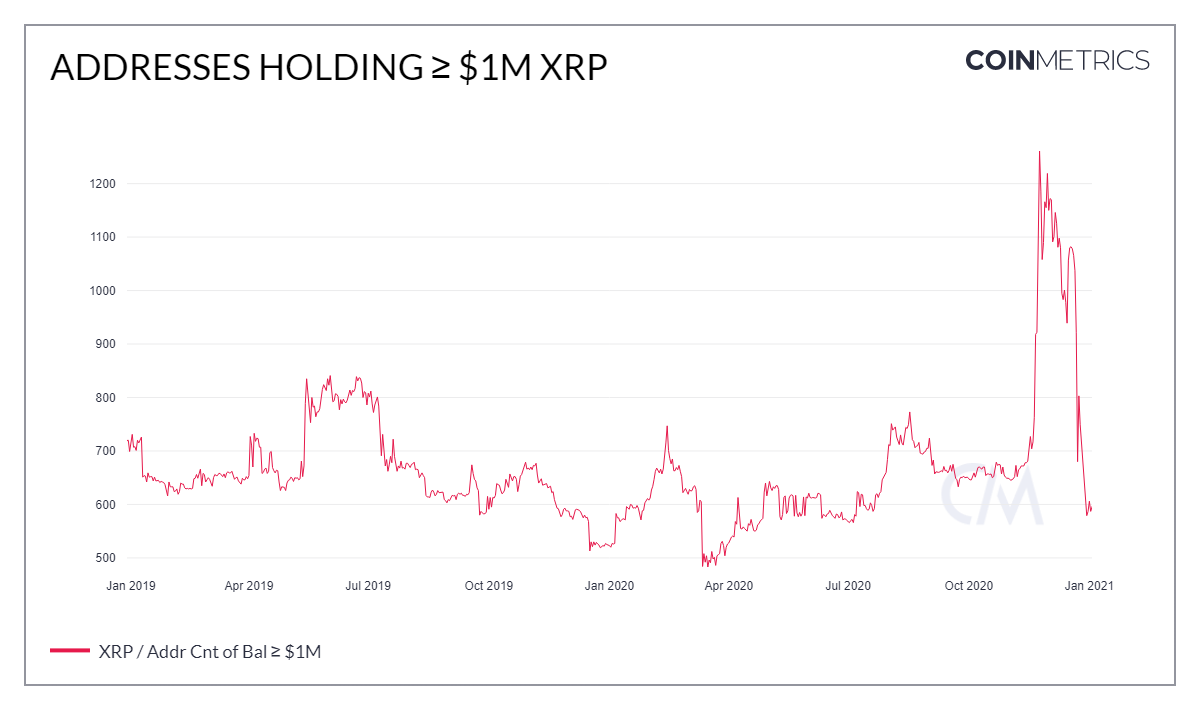 ADDRESSES HOLDING ≥ $1M XRP
COINMETRICS
1200
1100
1000
900
800
700
600
500
Jan 2019 Apr 2019 Jul 2019 Oct 2019 Jan 2020 Apr 2020 Jul 2020 Oct 2020 Jan 2021
CM
XRP / Addr Cnt of Bal ≥ $1M